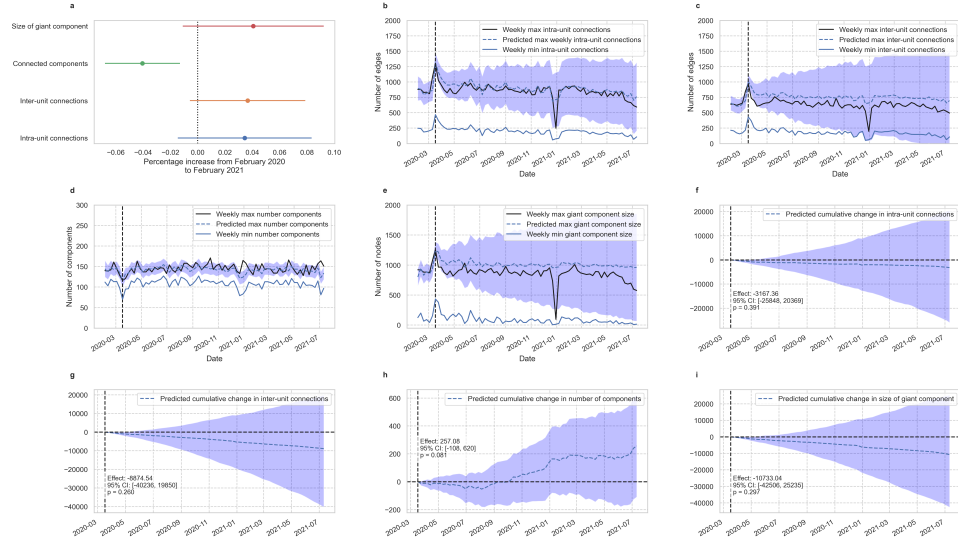 a
Size of giant component
Connected components
Inter-unit connections
Intra-unit connections
−0.06 −0.04 −0.02 0.00 0.02 0.04 0.06 0.08 0.10
Percentage increase from February 2020
to February 2021
b
Weekly max intra-unit connections
Predicted max weekly intra-unit connections
Weekly min intra-unit connections
Number of edges
2000
1750
1500
1250
1000
750
500
250
0
2020-03 2020-05 2020-07 2020-09 2020-11 2021-01 2021-03 2021-05 2021-07
Date
c
Weekly max inter-unit connections
Predicted max inter-unit connections
Weekly min inter-unit connections
Number of edges
2000
1750
1500
1250
1000
750
500
250
0
2020-03 2020-05 2020-07 2020-09 2020-11 2021-01 2021-03 2021-05 2021-07
Date
d
Weekly max number components
Predicted max number components
Weekly min number components
Number of components
300
250
200
150
100
50
0
2020-03 2020-05 2020-07 2020-09 2020-11 2021-01 2021-03 2021-05 2021-07
Date
e
Weekly max giant component size
Predicted max giant component size
Weekly min giant component size
Number of nodes
2000
1500
1000
500
0
2020-03 2020-05 2020-07 2020-09 2020-11 2021-01 2021-03 2021-05 2021-07
Date
f
Predicted cumulative change in intra-unit connections
20000
10000
0
−10000
−20000
Effect: -3167.36
95% CI: [-25848, 20369]
p = 0.391
2020-03 2020-05 2020-07 2020-09 2020-11 2021-01 2021-03 2021-05 2021-07
g
Predicted cumulative change in inter-unit connections
20000
10000
0
−10000
−20000
−30000
−40000
Effect: -8874.54
95% CI: [-40236, 19850]
p = 0.260
2020-03 2020-05 2020-07 2020-09 2020-11 2021-01 2021-03 2021-05 2021-07
h
Predicted cumulative change in number of components
600
400
200
0
−200
Effect: 257.08
95% CI: [-108, 620]
p = 0.081
2020-03 2020-05 2020-07 2020-09 2020-11 2021-01 2021-03 2021-05 2021-07
i
Predicted cumulative change in size of giant component
20000
10000
0
−10000
−20000
−30000
−40000
Effect: -10733.04
95% CI: [-42506, 25235]
p = 0.297
2020-03 2020-05 2020-07 2020-09 2020-11 2021-01 2021-03 2021-05 2021-07